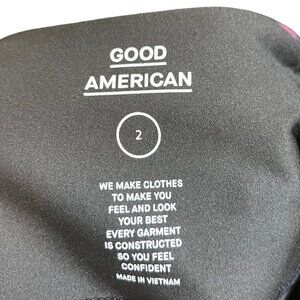 GOOD
AMERICAN
2
WE MAKE CLOTHES
TO MAKE YOU
FEEL AND LOOK
YOUR BEST
EVERY GARMENT
IS CONSTRUCTED
SO YOU FEEL
CONFIDENT
MADE IN VIETNAM